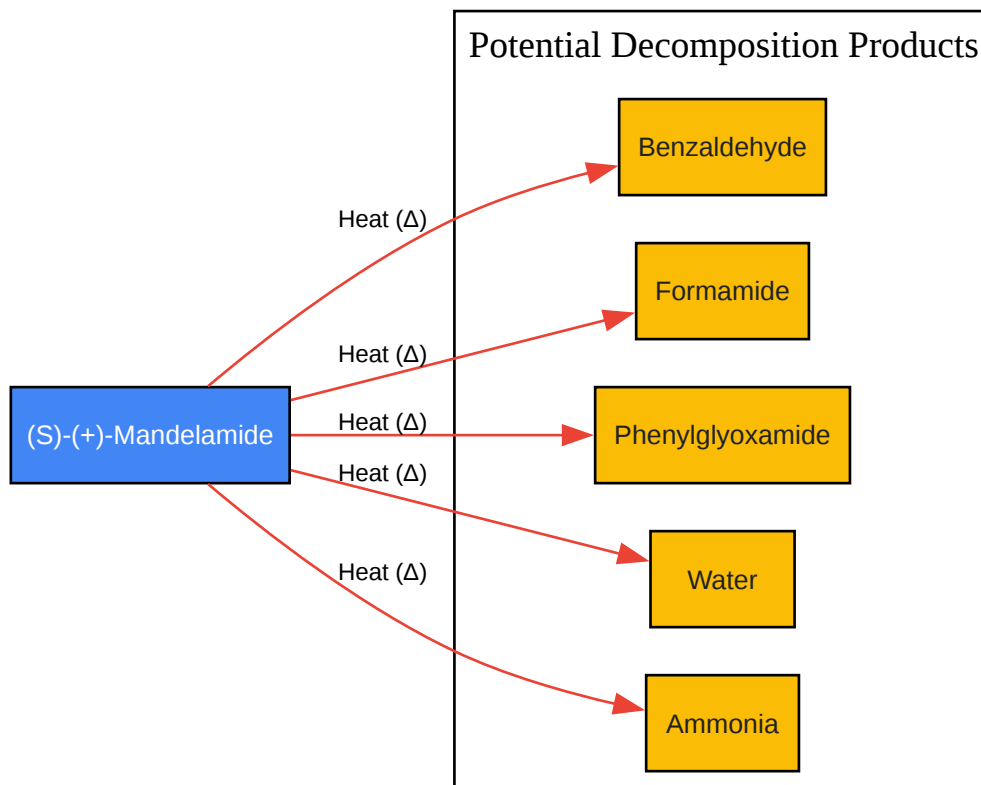 Potential Decomposition Products
Benzaldehyde
Heat (Δ)
Formamide
Heat (Δ)
(S)-(+)-Mandelamide
Heat (Δ)
Phenylglyoxamide
Heat (Δ)
Water
Heat (Δ)
Ammonia